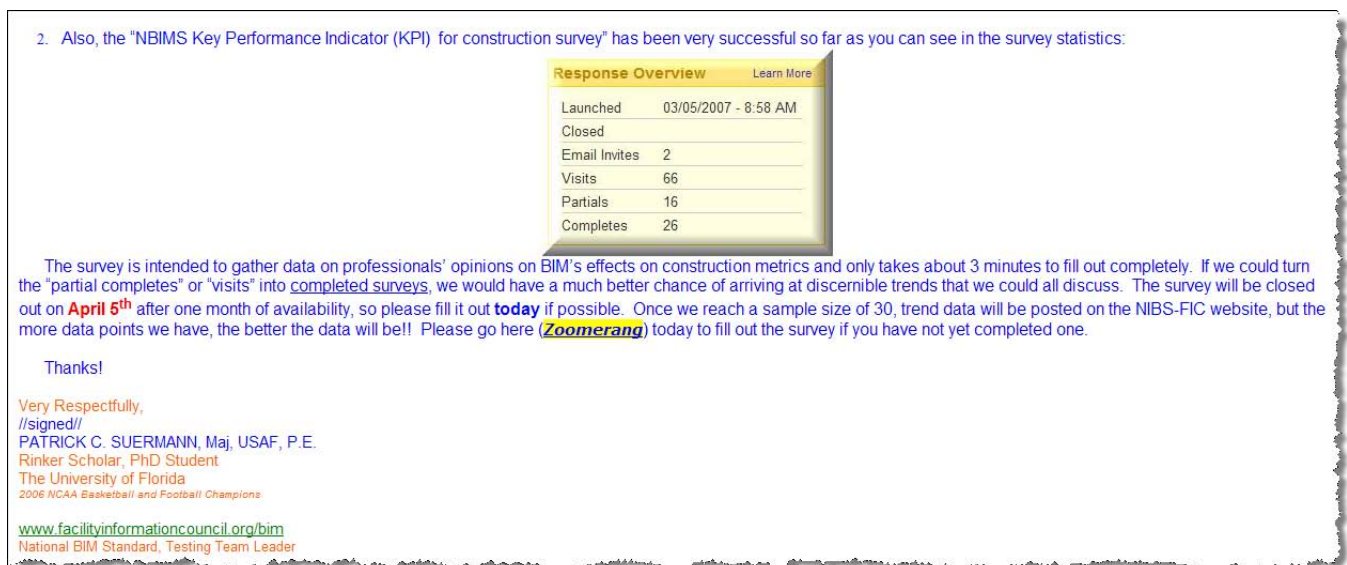 2. Also, the “NBIMS Key Performance Indicator (KPI) for construction survey” has been very successful so far as you can see in the survey statistics:
Response Overview Learn More
Launched 03/05/2007 - 8:58 AM
Closed
Email Invites 2
Visits 66
Partials 16
Completes 26
The survey is intended to gather data on professionals’ opinions on BIM’s effects on construction metrics and only takes about 3 minutes to fill out completely. If we could turn
the “partial completes” or “visits” into completed surveys, we would have a much better chance of arriving at discernible trends that we could all discuss. The survey will be closed
out on April 5th after one month of availability, so please fill it out today if possible. Once we reach a sample size of 30, trend data will be posted on the NIBS-FIC website, but the
more data points we have, the better the data will be!! Please go here (Zoomerang) today to fill out the survey if you have not yet completed one.
Thanks!
Very Respectfully,
//signed//
PATRICK C. SUERMANN, Maj, USAF, P.E.
Rinker Scholar, PhD Student
The University of Florida
2006 NCAA Basketball and Football Champions
www.facilityinformationcouncil.org/bim
National BIM Standard, Testing Team Leader